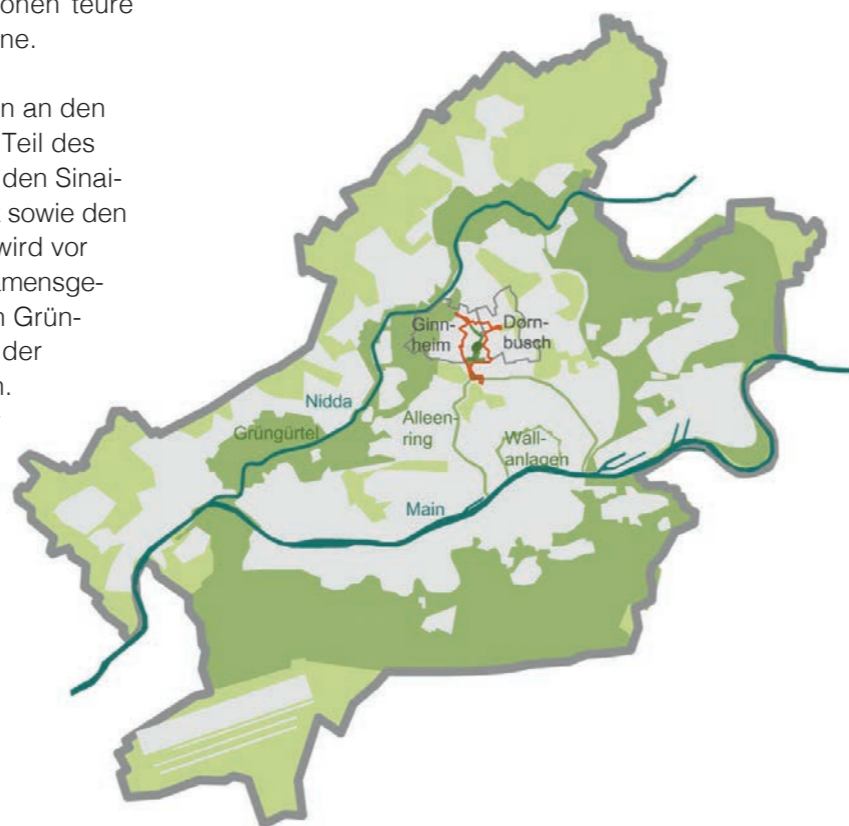 onen teure
ne.
n an den
Teil des
den Sinai-
sowie den
wird vor
amensge-
n Grün-
der
n.
Ginn-
heim
Dorn-
busch
Nidda
Grüngürtel
Alleen-
ring
Wall-
anlagen
Main